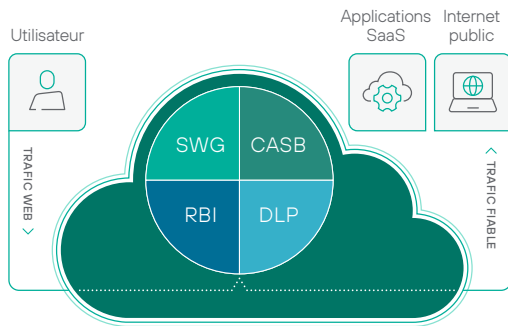 Utilisateur
Applications
SaaS
Internet
public
SWG
CASB
RBI
DLP
TRAFIC WEB
TRAFIC FIABLE